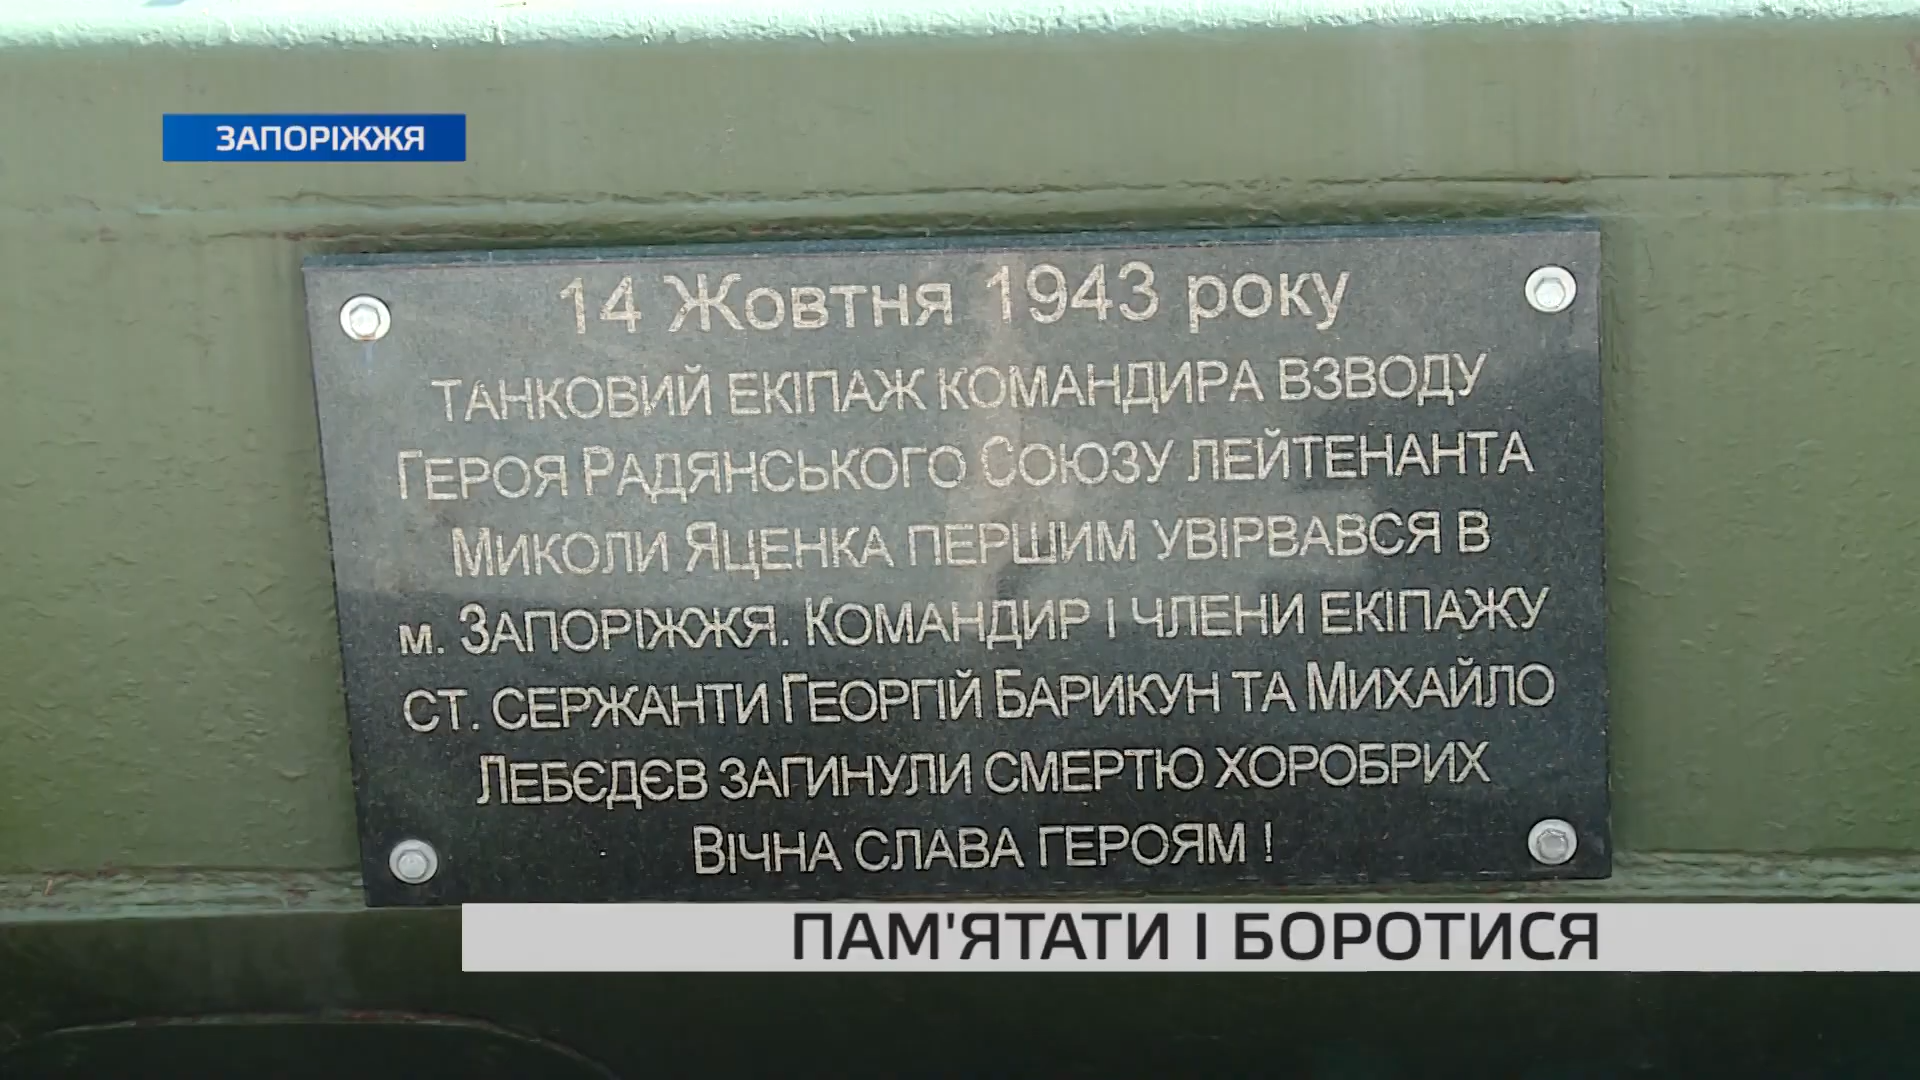 ЗАПОРІЖЖЯ
14 Жовтня 1943 року
ТАНКОВИЙ ЕКІПАЖ КОМАНДИРА ВЗВОДУ
ГЕРОЯ РАДЯНСЬКОГО СОЮЗУ ЛЕЙТЕНАНТА
МИКОЛИ ЯЦЕНКА ПЕРШИМ УВІРВАВСЯ В
м. ЗАПОРІЖЖЯ. КОМАНДИР І ЧЛЕНИ ЕКІПАЖУ
СТ. СЕРЖАНТИ ГЕОРГІЙ БАРИКУН ТА МИХАЙЛО
ЛЕБЄДЄВ ЗАГИНУЛИ СМЕРТЮ ХОРОБРИХ
ВІЧНА СЛАВА ГЕРОЯМ !
ПАМ'ЯТАТИ І БОРОТИСЯ